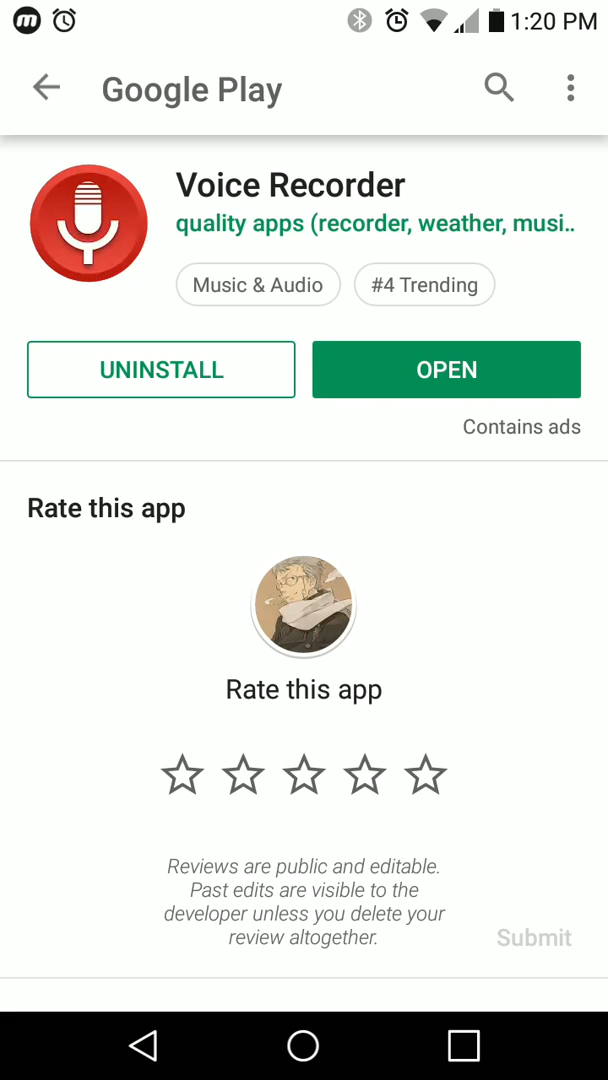 1:20 PM
Google Play
Voice Recorder
quality apps (recorder, weather, musi..
Music & Audio #4 Trending
UNINSTALL OPEN
Contains ads
Rate this app
Rate this app
Reviews are public and editable.
Past edits are visible to the
developer unless you delete your
review altogether.
Submit